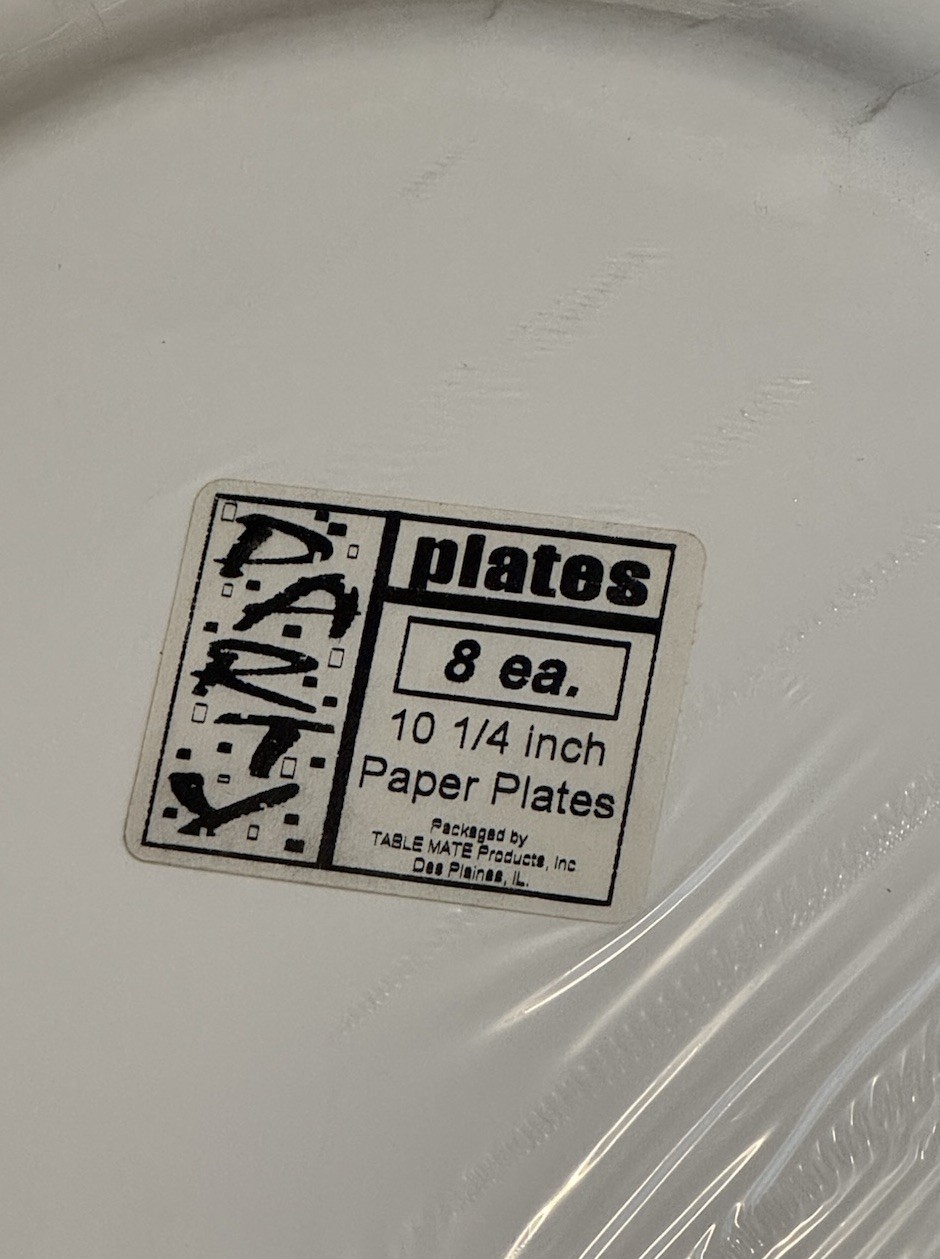 PARTY
plates
8 ea.
10 1/4 inch
Paper Plates
Packaged by
TABLE MATE Products, Inc
Des Plaines, IL.